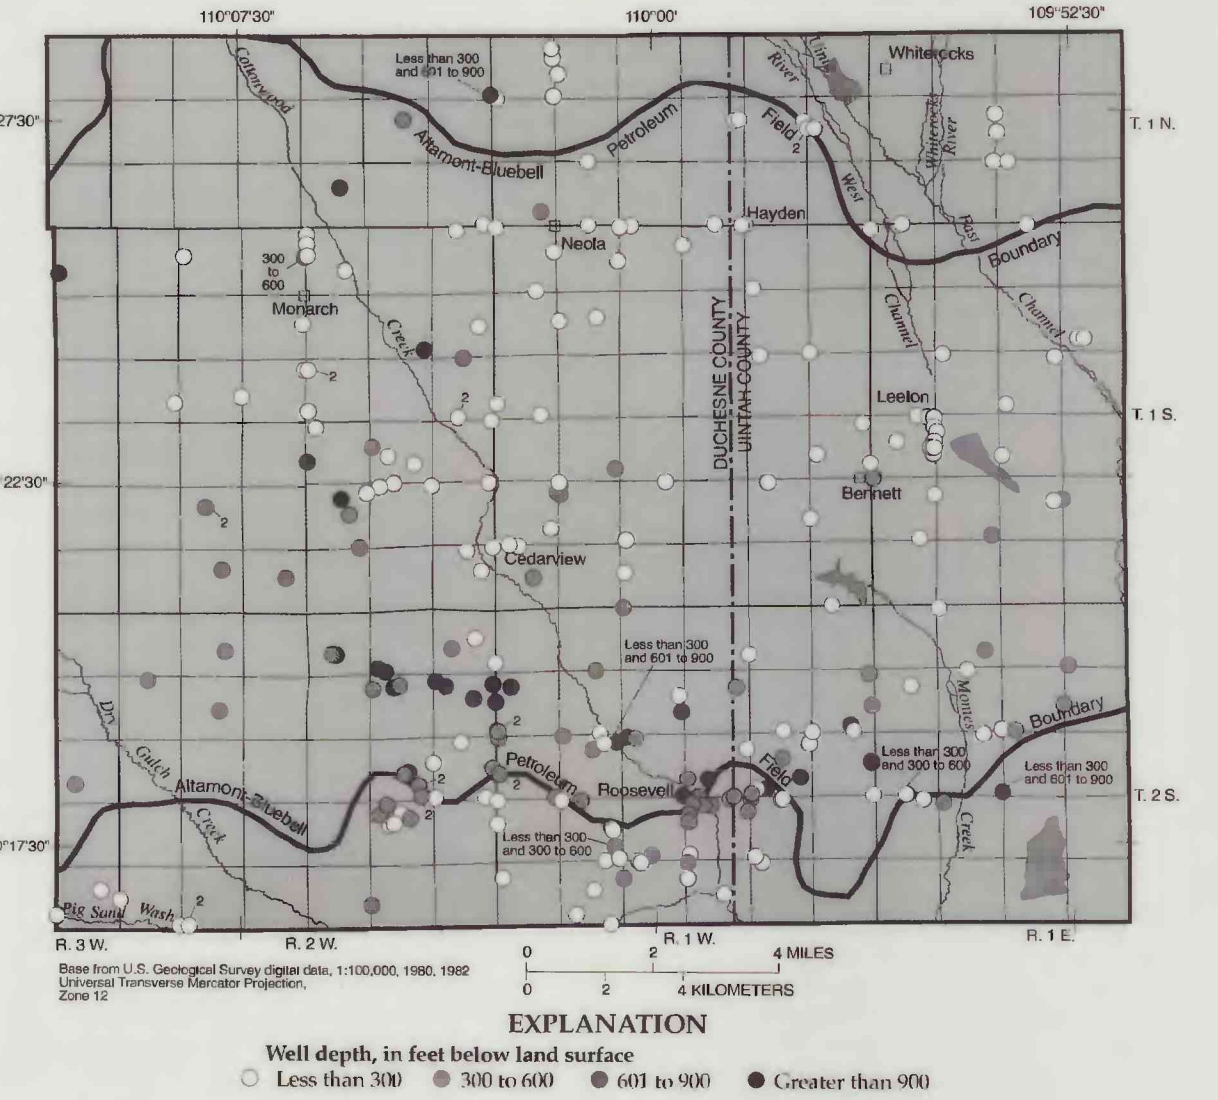 110°07'30"
110°00'
109°52'30"
Less than 300
and 601 to 900
Cottonwood
River
Whiterocks
27'30"
T. 1 N.
Altamont-Bluebell
Petroleum
Field
2
Whiterocks
River
West
East
Hayden
Neola
Boundary
300
to
600
Monarch
Creek
Channel
Channel
DUCHESNE COUNTY
UINTAH COUNTY
2
2
Leeton
T. 1 S.
22'30"
Bennett
2
Cedarview
Less than 300
and 601 to 900
Dry
Gulch
Creek
Montes
Creek
Boundary
2
Petroleum
Field
Less than 300
and 300 to 600
Less than 300
and 601 to 900
Altamont-Bluebell
2
2
2
Roosevelt
T. 2 S.
Less than 300
and 300 to 600
17'30"
2
Pig Sand Wash
R. 3 W.
R. 2 W.
R. 1 W.
R. 1 E.
0 2 4 MILES
0 2 4 KILOMETERS
Base from U.S. Geological Survey digital data, 1:100,000, 1980, 1982
Universal Transverse Mercator Projection,
Zone 12
EXPLANATION
Well depth, in feet below land surface
Less than 300 300 to 600 601 to 900 Greater than 900